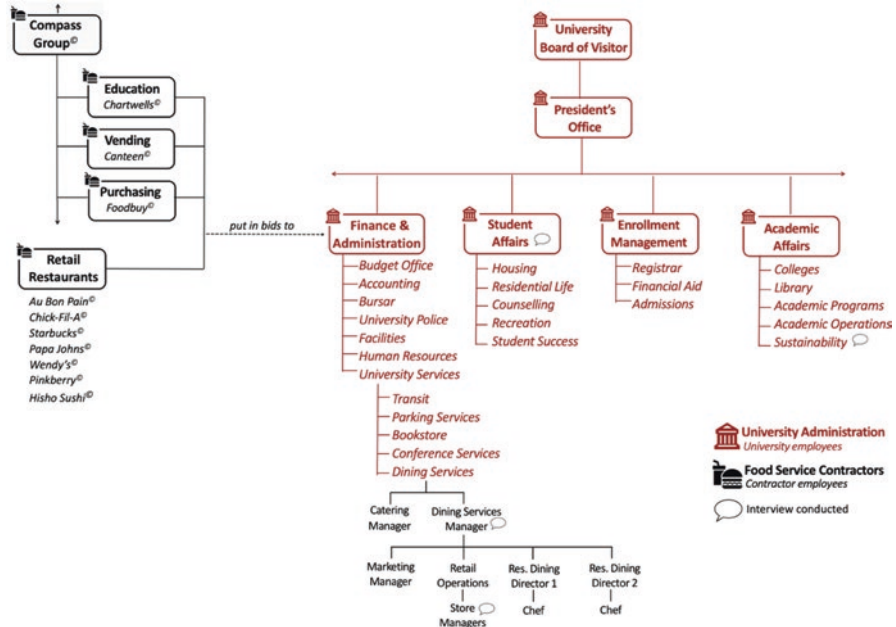 Compass
Group©
Education
Chartwells©
Vending
Canteen©
Purchasing
Foodbuy©
Retail
Restaurants
Au Bon Pain©
Chick-Fil-A©
Starbucks©
Papa Johns©
Wendy's©
Pinkberry©
Hisho Sushi©
put in bids to
University
Board of Visitor
President's
Office
Finance &
Administration
Budget Office
Accounting
Bursar
University Police
Facilities
Human Resources
University Services
Transit
Parking Services
Bookstore
Conference Services
Dining Services
Student
Affairs
Housing
Residential Life
Counselling
Recreation
Student Success
Enrollment
Management
Registrar
Financial Aid
Admissions
Academic
Affairs
Colleges
Library
Academic Programs
Academic Operations
Sustainability
Catering
Manager
Dining Services
Manager
Marketing
Manager
Retail
Operations
Store
Managers
Res. Dining
Director 1
Chef
Res. Dining
Director 2
Chef
University Administration
University employees
Food Service Contractors
Contractor employees
Interview conducted